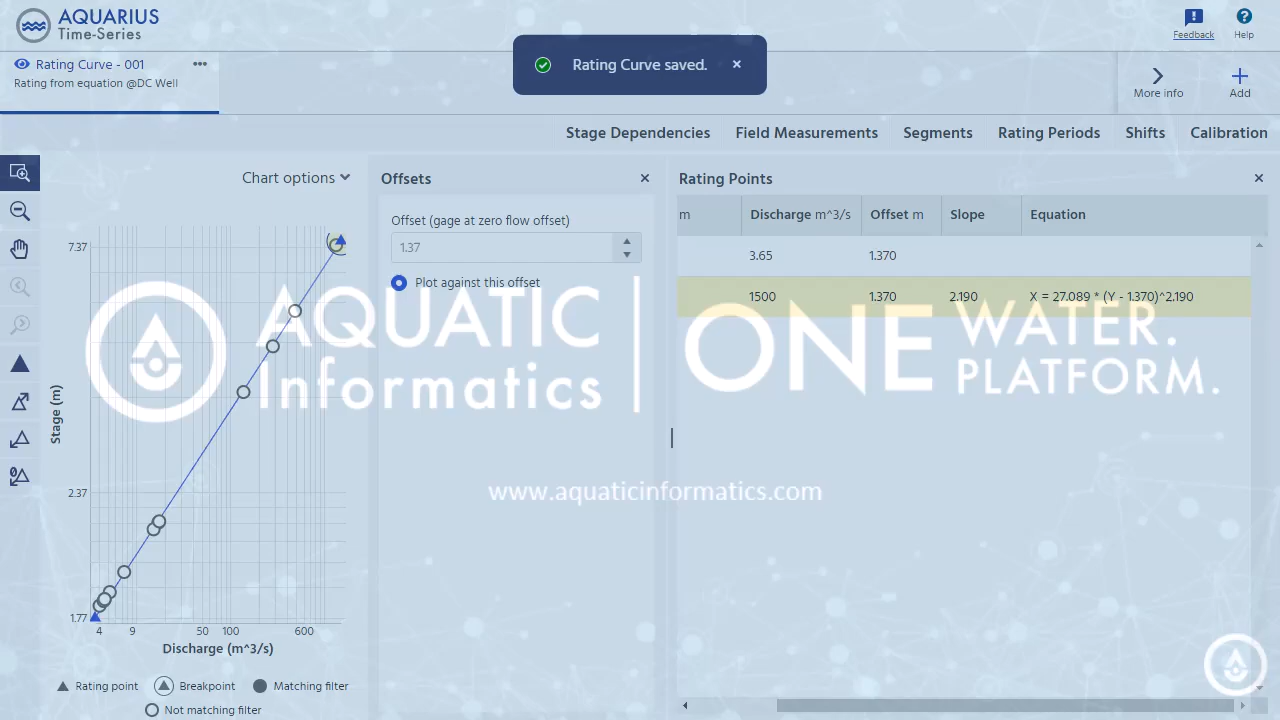 AQUARIUS
Time-Series
Feedback
Help
Rating Curve saved.
Rating Curve - 001
Rating from equation @DC Well
More info
Add
Stage Dependencies
Field Measurements
Segments
Rating Periods
Shifts
Calibration
Chart options
Offsets
Rating Points
Offset (gage at zero flow offset)
1.37
Plot against this offset
m Discharge m^3/s Offset m Slope Equation
3.65 1.370
1500 1.370 2.190 X = 27.089 * (Y - 1.370)^2.190
7.37
2.37
1.77
Stage (m)
4 9 50 100 600
Discharge (m^3/s)
Rating point
Breakpoint
Matching filter
Not matching filter
AQUATIC
Informatics
ONE
WATER.
PLATFORM.
www.aquaticinformatics.com